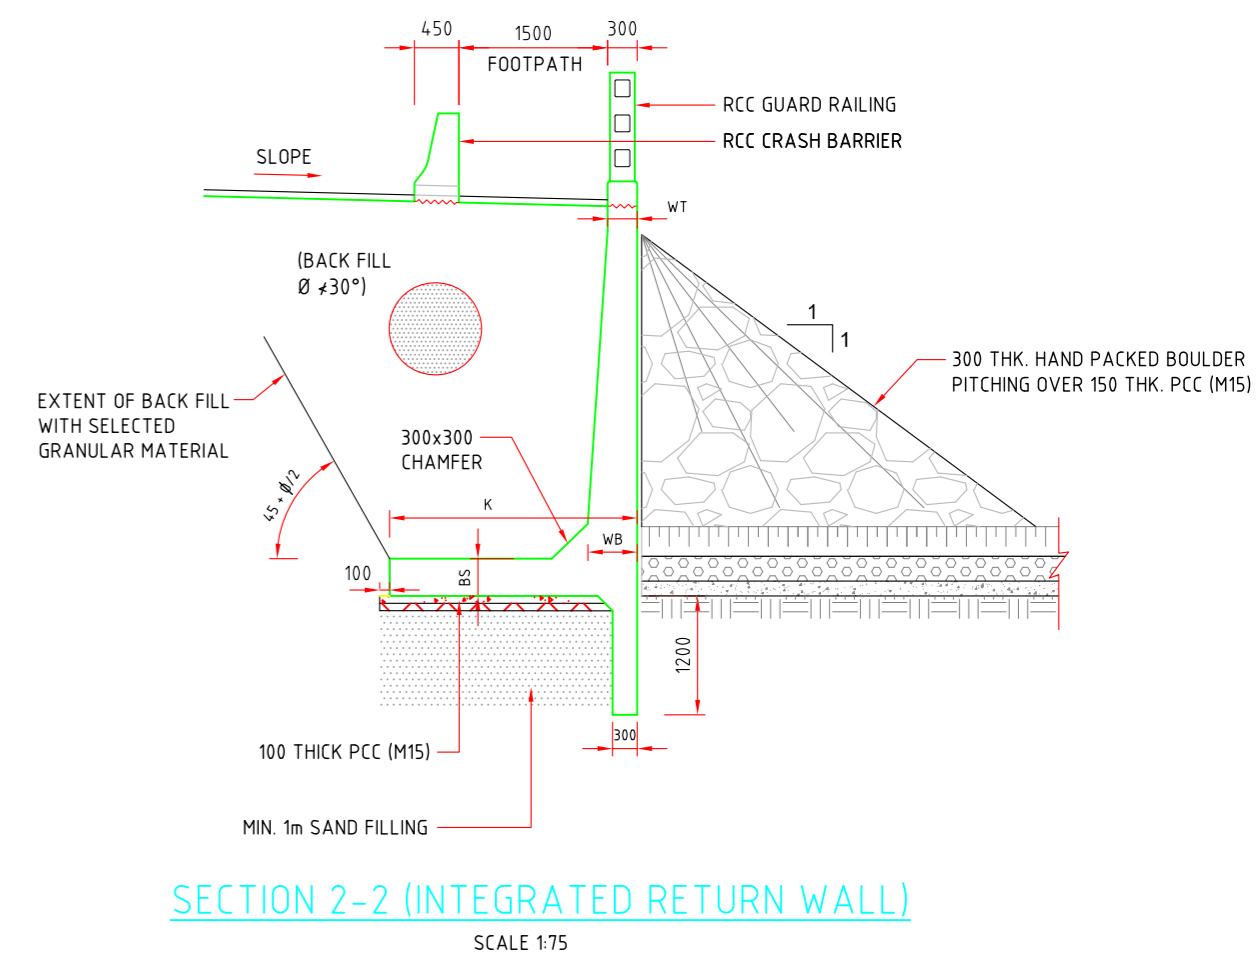 450
1500
300
FOOTPATH
RCC GUARD RAILING
RCC CRASH BARRIER
SLOPE
WT
(BACK FILL
Ø ≮30°)
1
1
300 THK. HAND PACKED BOULDER
PITCHING OVER 150 THK. PCC (M15)
EXTENT OF BACK FILL
WITH SELECTED
GRANULAR MATERIAL
300x300
CHAMFER
45 + ϕ/2
K
WB
100
BS
1200
300
100 THICK PCC (M15)
MIN. 1m SAND FILLING
SECTION 2-2 (INTEGRATED RETURN WALL)
SCALE 1:75